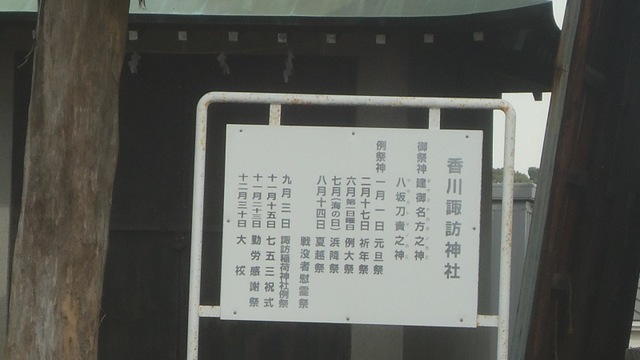 香川諏訪神社
御祭神 建御名方之神
八坂刀賣之神
例祭神 一月一日 元旦祭
二月十七日 祈年祭
六月第一日曜日 例大祭
七月(海の日) 浜降祭
八月十四日 夏越祭
戦没者慰霊祭
九月二日 諏訪稲荷神社例祭
十一月十五日 七五三祝式
十一月二十三日 勤労感謝祭
十二月三十日 大祓